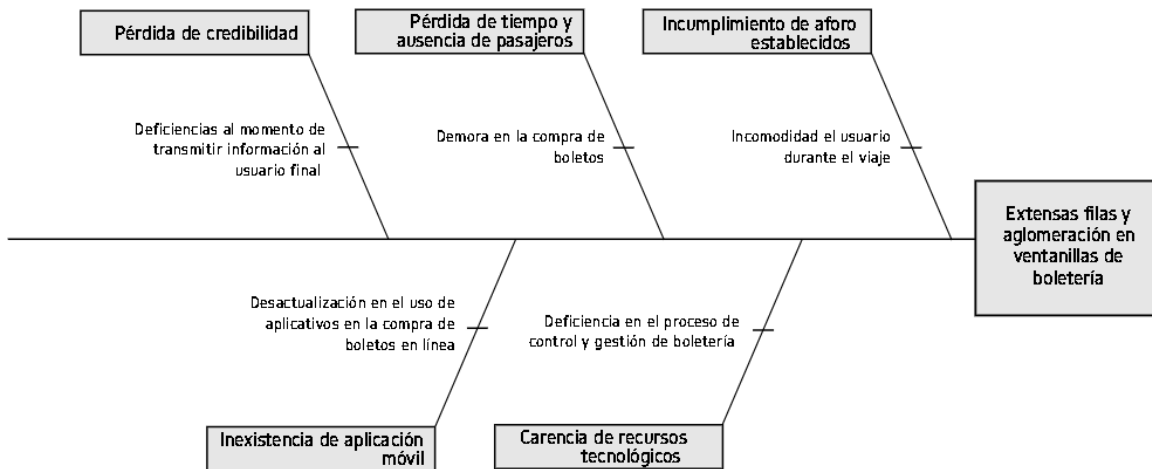 Pérdida de credibilidad
Pérdida de tiempo y
ausencia de pasajeros
Incumplimiento de aforo
establecidos
Deficiencias al momento de
transmitir información al
usuario final
Demora en la compra de
boletos
Incomodidad el usuario
durante el viaje
Extensas filas y
aglomeración en
ventanillas de
boletería
Desactualización en el uso de
aplicativos en la compra de
boletos en línea
Deficiencia en el proceso de
control y gestión de boletería
Inexistencia de aplicación
móvil
Carencia de recursos
tecnológicos